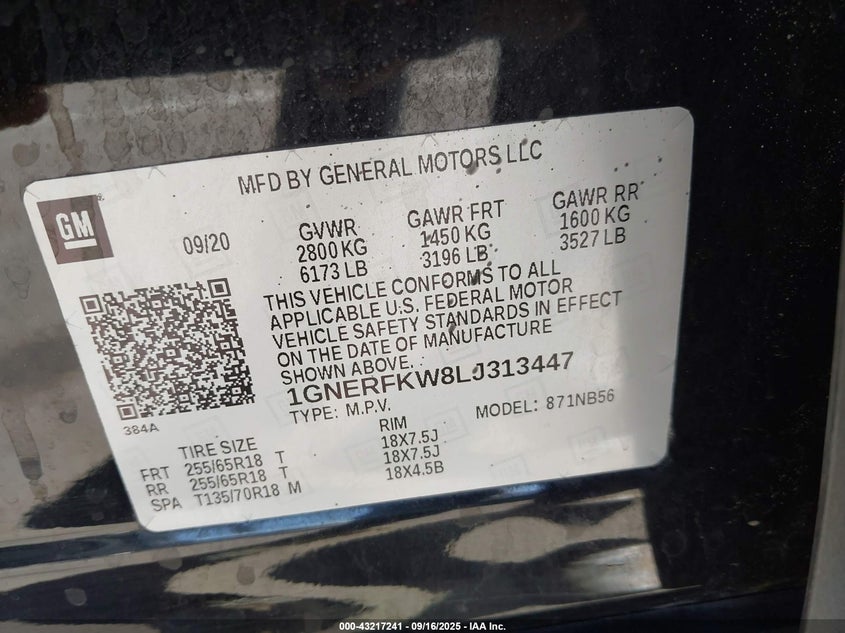 MFD BY GENERAL MOTORS LLC
GM
09/20
GVWR
2800 KG
6173 LB
GAWR FRT
1450 KG
3196 LB
GAWR RR
1600 KG
3527 LB
THIS VEHICLE CONFORMS TO ALL
APPLICABLE U.S. FEDERAL MOTOR
VEHICLE SAFETY STANDARDS IN EFFECT
ON THE DATE OF MANUFACTURE
SHOWN ABOVE.
1GNERFKW8LJ313447
TYPE: M.P.V. MODEL: 871NB56
384A
TIRE SIZE RIM
FRT 255/65R18 T 18X7.5J
RR 255/65R18 T 18X7.5J
SPA T135/70R18 M 18X4.5B
000-43217241 - 09/16/2025 - IAA Inc.